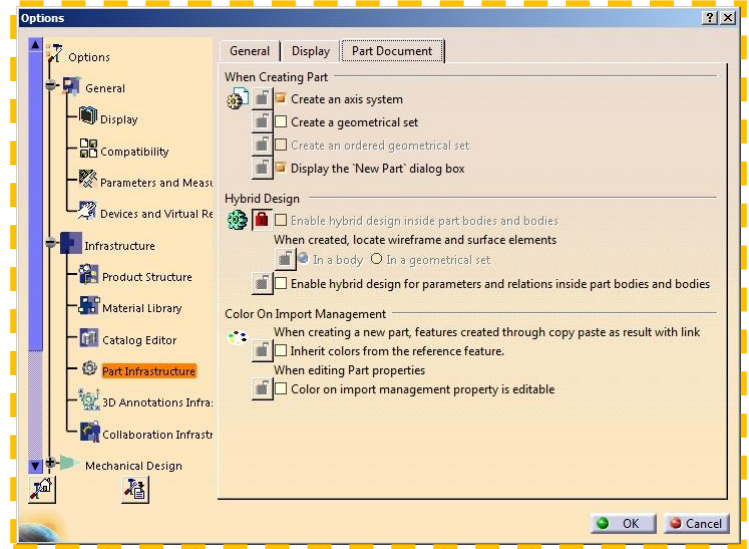 Options
Options
General
Display
Compatibility
Parameters and Measu
Devices and Virtual Re
Infrastructure
Product Structure
Material Library
Catalog Editor
Part Infrastructure
3D Annotations Infra:
Collaboration Infrastr
Mechanical Design
General Display Part Document
When Creating Part
Create an axis system
Create a geometrical set
Create an ordered geometrical set
Display the `New Part` dialog box
Hybrid Design
Enable hybrid design inside part bodies and bodies
When created, locate wireframe and surface elements
In a body In a geometrical set
Enable hybrid design for parameters and relations inside part bodies and bodies
Color On Import Management
When creating a new part, features created through copy paste as result with link
Inherit colors from the reference feature.
When editing Part properties
Color on import management property is editable
OK Cancel